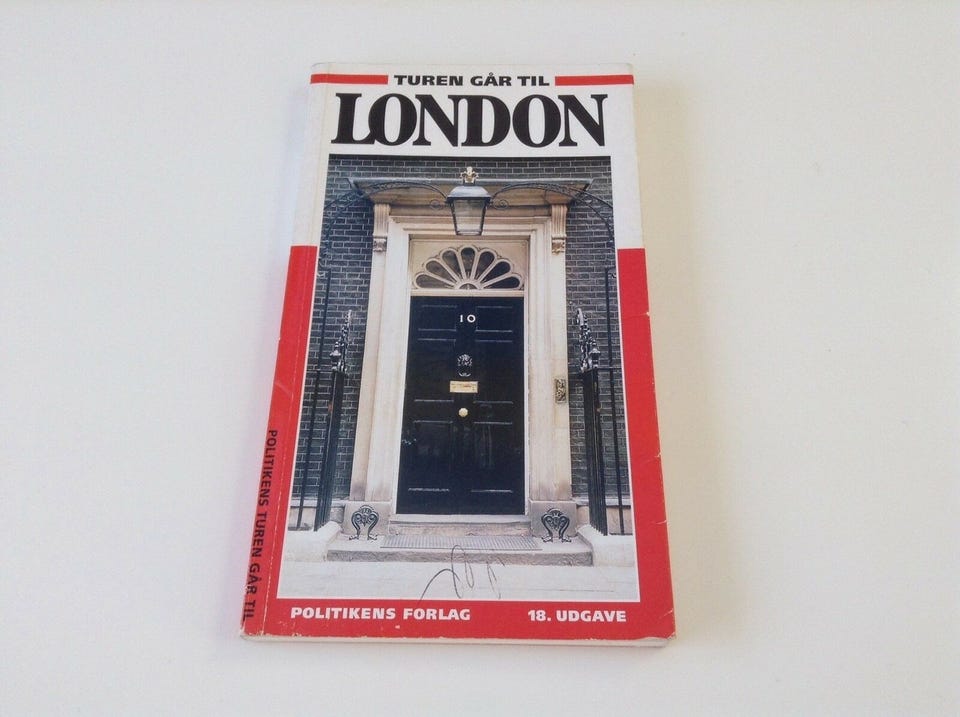 TUREN GÅR TIL
LONDON
10
POLITIKENS TUREN GÅR TIL
POLITIKENS FORLAG
18. UDGAVE